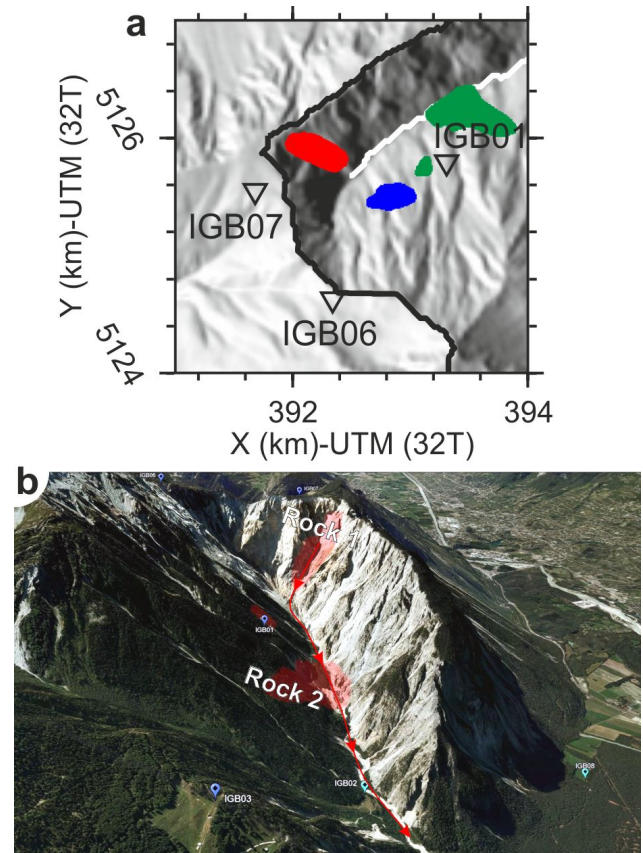 a
5126
5124
Y (km)-UTM (32T)
IGB01
IGB07
IGB06
392
394
X (km)-UTM (32T)
b
IGB05
IGB07
Rock 1
IGB01
Rock 2
IGB02
IGB03
IGB08